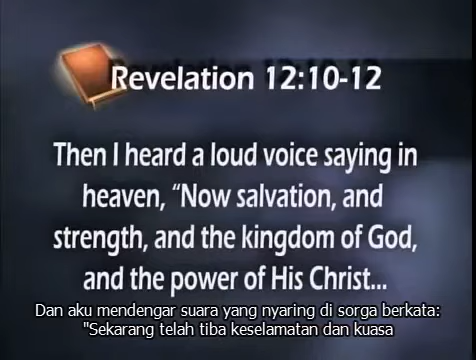 Revelation 12:10-12
Then I heard a loud voice saying in
heaven, “Now salvation, and
strength, and the kingdom of God,
and the power of His Christ...
Dan aku mendengar suara yang nyaring di sorga berkata:
"Sekarang telah tiba keselamatan dan kuasa